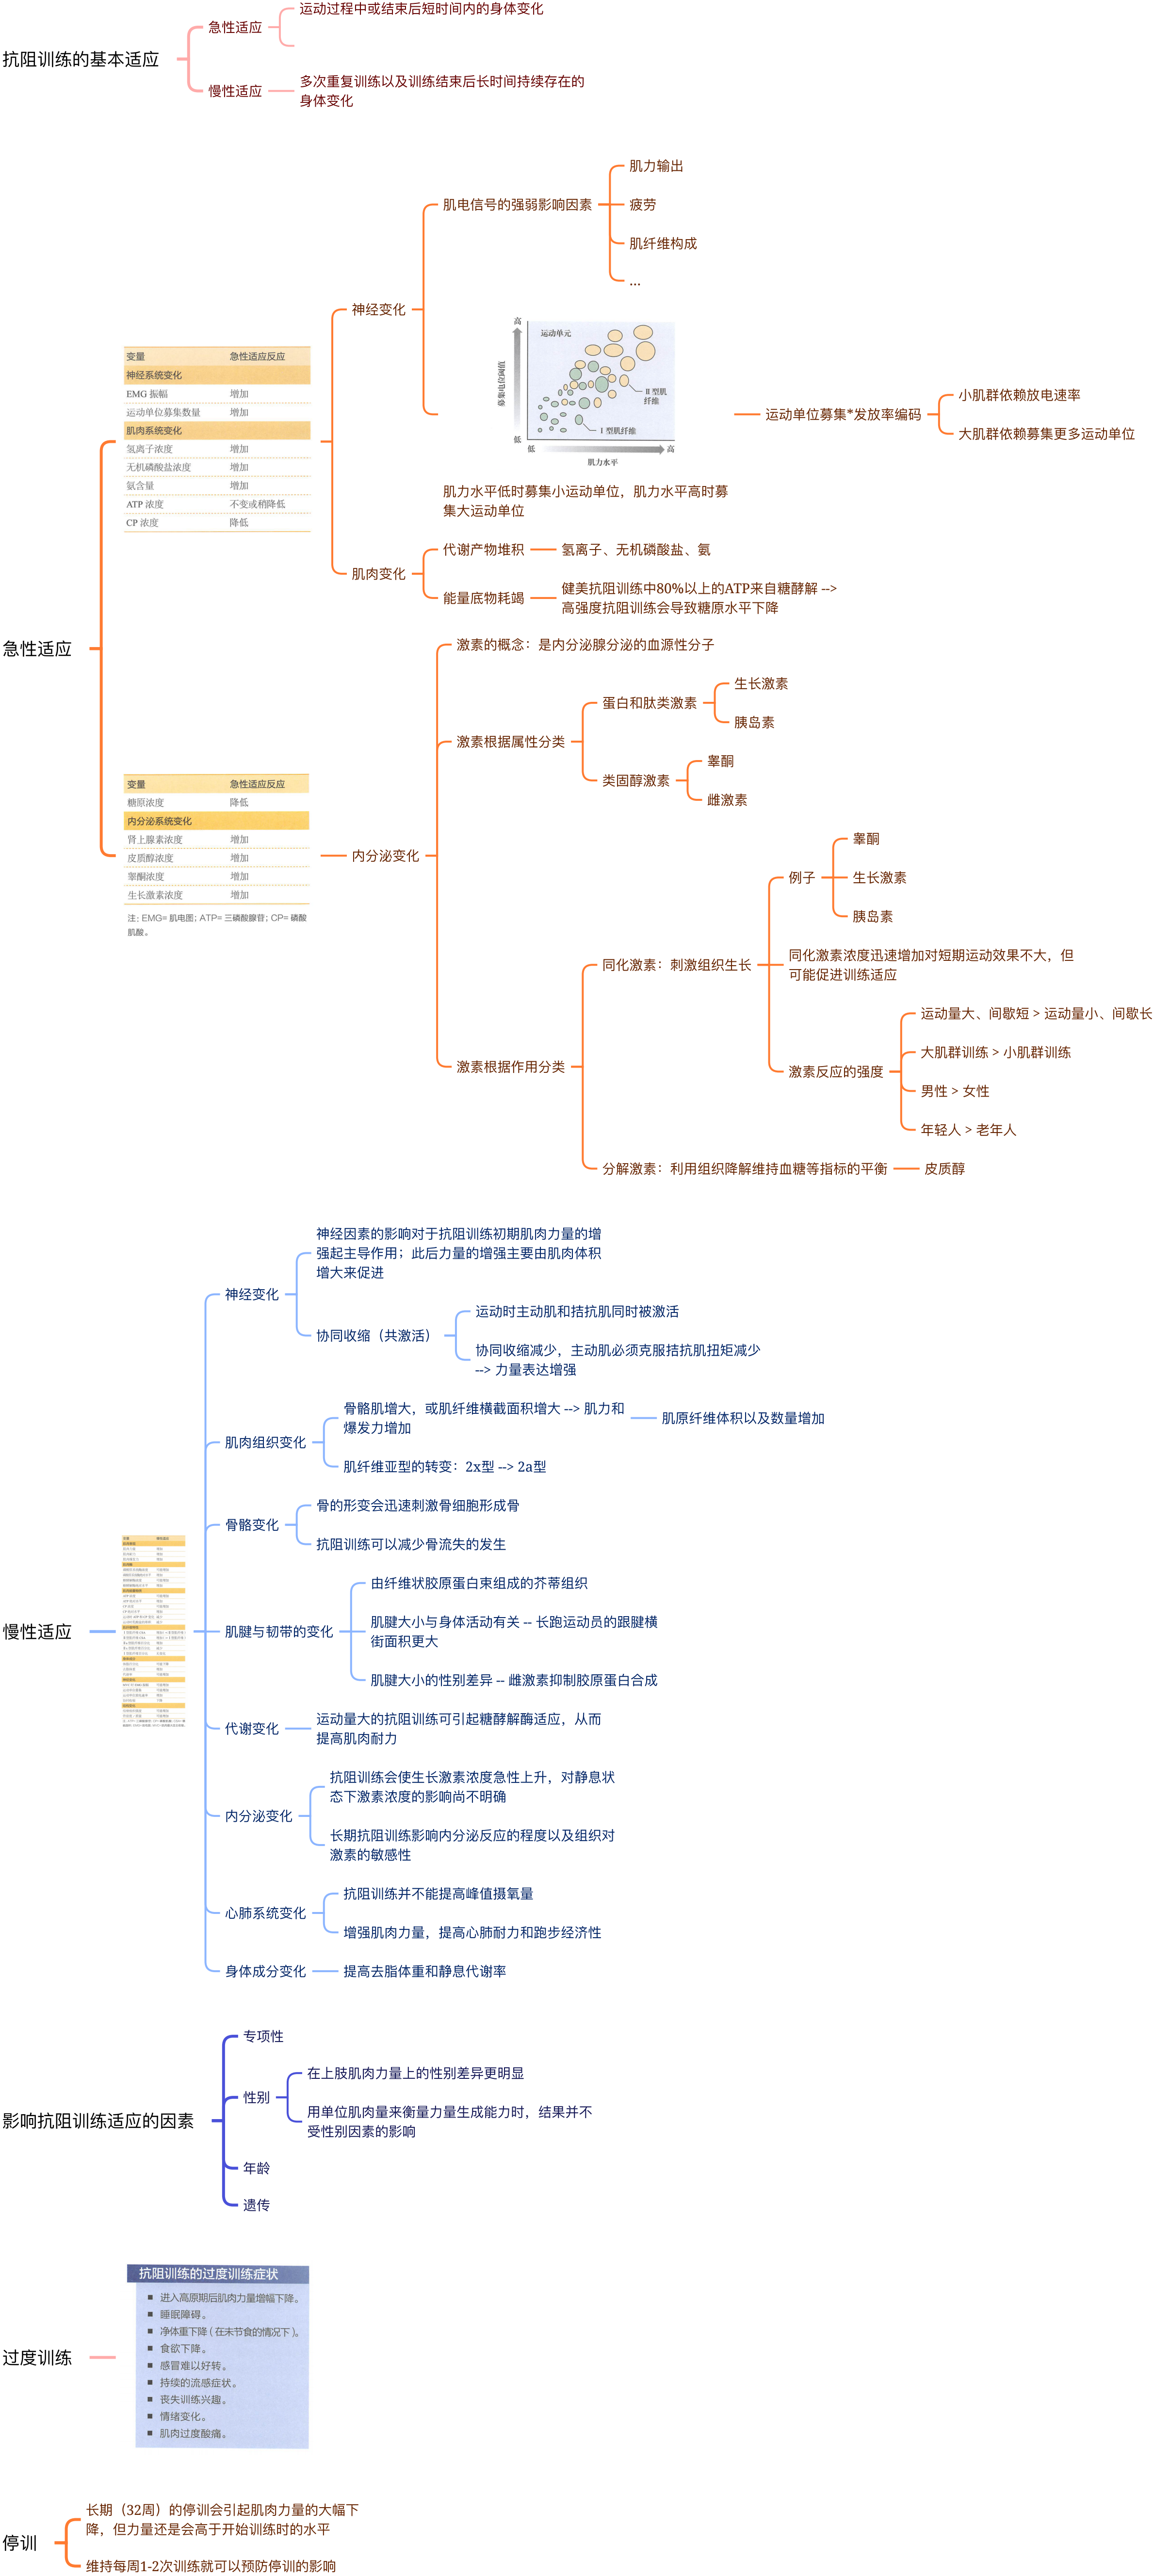 抗阻训练的基本适应
急性适应
运动过程中或结束后短时间内的身体变化
慢性适应
多次重复训练以及训练结束后长时间持续存在的
身体变化
急性适应
变量 急性适应反应
神经系统变化
EMG 振幅 增加
运动单位募集数量 增加
肌肉系统变化
氢离子浓度 增加
无机磷酸盐浓度 增加
氨含量 增加
ATP 浓度 不变或稍降低
CP 浓度 降低
神经变化
肌电信号的强弱影响因素
肌力输出
疲劳
肌纤维构成
...
高
运动单元
募集电位阈值
II 型肌
纤维
I 型肌纤维
低
低
高
肌力水平
肌力水平低时募集小运动单位，肌力水平高时募
集大运动单位
运动单位募集*发放率编码
小肌群依赖放电速率
大肌群依赖募集更多运动单位
肌肉变化
代谢产物堆积
氢离子、无机磷酸盐、氨
能量底物耗竭
健美抗阻训练中80%以上的ATP来自糖酵解 -->
高强度抗阻训练会导致糖原水平下降
变量 急性适应反应
糖原浓度 降低
内分泌系统变化
肾上腺素浓度 增加
皮质醇浓度 增加
睾酮浓度 增加
生长激素浓度 增加
注：EMG= 肌电图；ATP= 三磷酸腺苷；CP= 磷酸
肌酸。
内分泌变化
激素的概念：是内分泌腺分泌的血源性分子
激素根据属性分类
蛋白和肽类激素
生长激素
胰岛素
类固醇激素
睾酮
雌激素
激素根据作用分类
同化激素：刺激组织生长
例子
睾酮
生长激素
胰岛素
同化激素浓度迅速增加对短期运动效果不大，但
可能促进训练适应
激素反应的强度
运动量大、间歇短 > 运动量小、间歇长
大肌群训练 > 小肌群训练
男性 > 女性
年轻人 > 老年人
分解激素：利用组织降解维持血糖等指标的平衡
皮质醇
慢性适应
神经变化
神经因素的影响对于抗阻训练初期肌肉力量的增
强起主导作用；此后力量的增强主要由肌肉体积
增大来促进
协同收缩（共激活）
运动时主动肌和拮抗肌同时被激活
协同收缩减少，主动肌必须克服拮抗肌扭矩减少
--> 力量表达增强
肌肉组织变化
骨骼肌增大，或肌纤维横截面积增大 --> 肌力和
爆发力增加
肌原纤维体积以及数量增加
肌纤维亚型的转变：2x型 --> 2a型
骨骼变化
骨的形变会迅速刺激骨细胞形成骨
抗阻训练可以减少骨流失的发生
肌腱与韧带的变化
由纤维状胶原蛋白束组成的芥蒂组织
肌腱大小与身体活动有关 -- 长跑运动员的跟腱横
街面积更大
肌腱大小的性别差异 -- 雌激素抑制胶原蛋白合成
代谢变化
运动量大的抗阻训练可引起糖酵解酶适应，从而
提高肌肉耐力
内分泌变化
抗阻训练会使生长激素浓度急性上升，对静息状
态下激素浓度的影响尚不明确
长期抗阻训练影响内分泌反应的程度以及组织对
激素的敏感性
心肺系统变化
抗阻训练并不能提高峰值摄氧量
增强肌肉力量，提高心肺耐力和跑步经济性
身体成分变化
提高去脂体重和静息代谢率
影响抗阻训练适应的因素
专项性
性别
在上肢肌肉力量上的性别差异更明显
用单位肌肉量来衡量力量生成能力时，结果并不
受性别因素的影响
年龄
遗传
过度训练
抗阻训练的过度训练症状
■ 进入高原期后肌肉力量增幅下降。
■ 睡眠障碍。
■ 净体重下降（在未节食的情况下）。
■ 食欲下降。
■ 感冒难以好转。
■ 持续的流感症状。
■ 丧失训练兴趣。
■ 情绪变化。
■ 肌肉过度酸痛。
停训
长期（32周）的停训会引起肌肉力量的大幅下
降，但力量还是会高于开始训练时的水平
维持每周1-2次训练就可以预防停训的影响